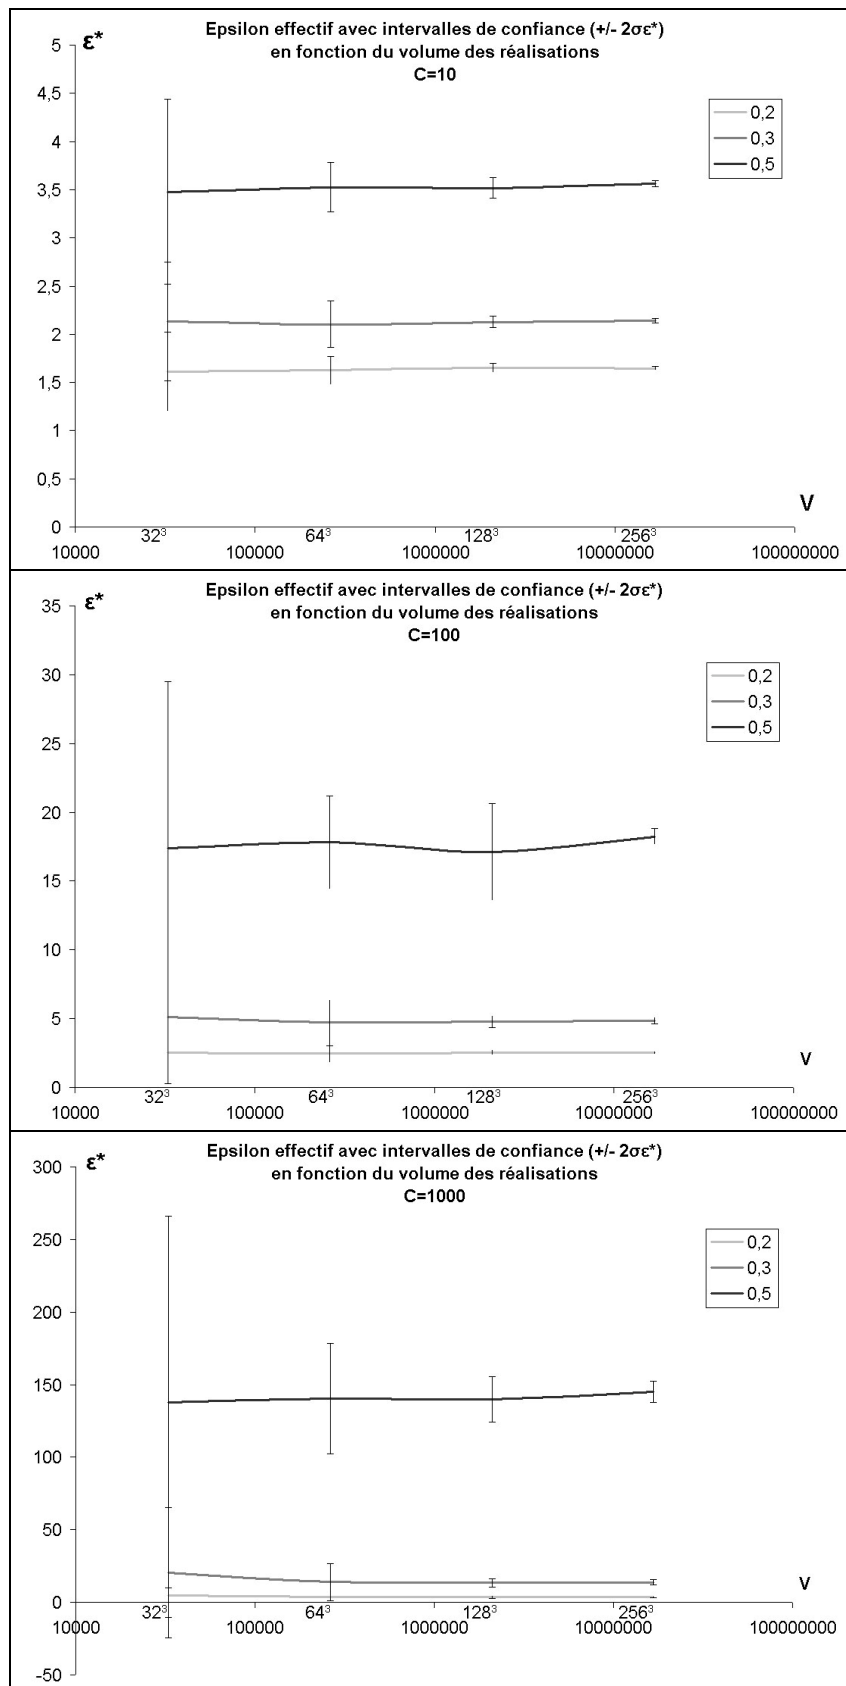 Epsilon effectif avec intervalles de confiance (+/- 2σε*)
en fonction du volume des réalisations
C=10
ε*
5
4,5
4
3,5
3
2,5
2
1,5
1
0,5
0
0,2
0,3
0,5
V
32³ 64³ 128³ 256³
10000 100000 1000000 10000000 100000000
Epsilon effectif avec intervalles de confiance (+/- 2σε*)
en fonction du volume des réalisations
C=100
ε*
35
30
25
20
15
10
5
0
0,2
0,3
0,5
V
32³ 64³ 128³ 256³
10000 100000 1000000 10000000 100000000
Epsilon effectif avec intervalles de confiance (+/- 2σε*)
en fonction du volume des réalisations
C=1000
ε*
300
250
200
150
100
50
0
-50
0,2
0,3
0,5
V
32³ 64³ 128³ 256³
10000 100000 1000000 10000000 100000000